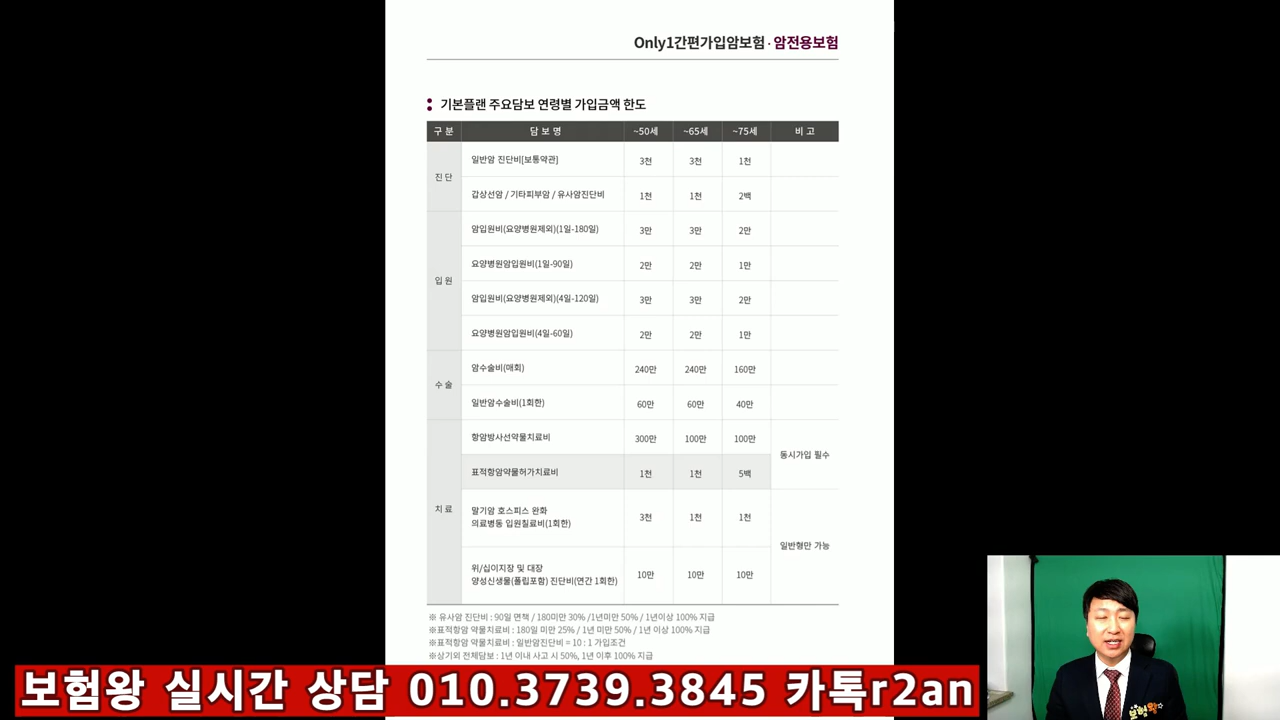 Only1간편가입암보험 · 암전용보험
기본플랜 주요담보 연령별 가입금액 한도
구 분 담 보 명 ~50세 ~65세 ~75세 비 고
진 단
일반암 진단비[보통약관] 3천 3천 1천
갑상선암 / 기타피부암 / 유사암진단비 1천 1천 2백
입 원
암입원비(요양병원제외)(1일-180일) 3만 3만 2만
요양병원암입원비(1일-90일) 2만 2만 1만
암입원비(요양병원제외)(4일-120일) 3만 3만 2만
요양병원암입원비(4일-60일) 2만 2만 1만
수 술
암수술비(매회) 240만 240만 160만
일반암수술비(1회한) 60만 60만 40만
치 료
항암방사선약물치료비 300만 100만 100만
동시가입 필수
표적항암약물허가치료비 1천 1천 5백
말기암 호스피스 완화
의료병동 입원칠료비(1회한) 3천 1천 1천
일반형만 가능
위/십이지장 및 대장
양성신생물(폴립포함) 진단비(연간 1회한) 10만 10만 10만
※ 유사암 진단비 : 90일 면책 / 180미만 30% /1년미만 50% / 1년이상 100% 지급
※표적항암 약물치료비 : 180일 미만 25% / 1년 미만 50% / 1년 이상 100% 지급
※표적항암 약물치료비 : 일반암진단비 = 10 : 1 가입조건
※상기외 전체담보 : 1년 이내 사고 시 50%, 1년 이후 100% 지급
보험왕 실시간 상담 010.3739.3845 카톡r2an
보험왕